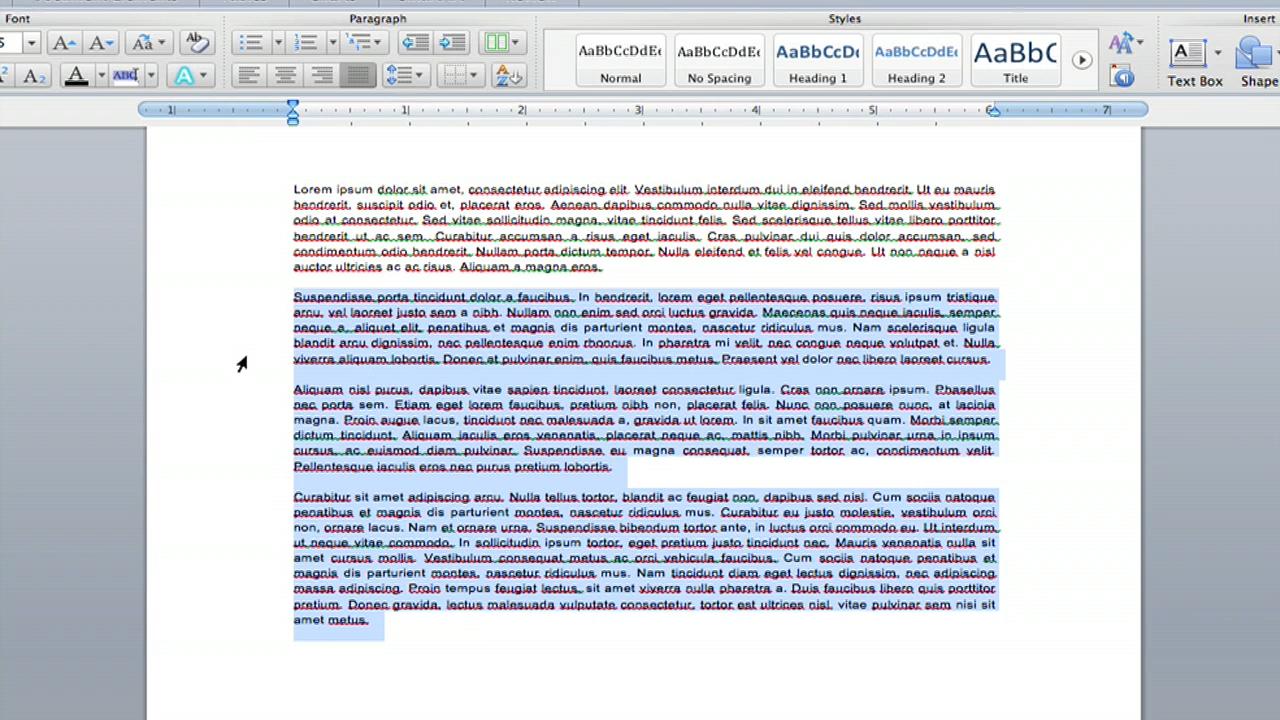 Font
Paragraph
Styles
Insert
AaBbCcDdEe
AaBbCcDdEe
AaBbCcDc
AaBbCcDdEe
AaBbC
Normal
No Spacing
Heading 1
Heading 2
Title
Text Box
Shape
1
1
2
3
4
5
6
7
Lorem ipsum dolor sit amet, consectetur adipiscing elit. Vestibulum interdum dui in eleifend hendrerit. Ut eu mauris
hendrerit, suscipit odio et, placerat eros. Aenean dapibus commodo nulla vitae dignissim. Sed mollis vestibulum
odio at consectetur. Sed vitae sollicitudin magna, vitae tincidunt felis. Sed scelerisque tellus vitae libero porttitor
hendrerit ut ac sem. Curabitur accumsan a risus eget iaculis. Cras pulvinar dui quis dolor accumsan, sed
condimentum odio hendrerit. Nullam porta dictum tempor. Nulla eleifend et felis vel congue. Ut non neque a nisl
auctor ultricies ac ac risus. Aliquam a magna eros.
Suspendisse porta tincidunt dolor a faucibus. In hendrerit, lorem eget pellentesque posuere, risus ipsum tristique
arcu, vel laoreet justo sem a nibh. Nullam non enim sed orci luctus gravida. Maecenas quis neque iaculis, semper
neque a, aliquet elit. penatibus et magnis dis parturient montes, nascetur ridiculus mus. Nam scelerisque ligula
blandit arcu dignissim, nec pellentesque enim rhoncus. In pharetra mi velit, nec congue neque volutpat et. Nulla
viverra aliquam lobortis. Donec at pulvinar enim, quis faucibus metus. Praesent vel dolor nec libero laoreet cursus.
Aliquam nisl purus, dapibus vitae sapien tincidunt, laoreet consectetur ligula. Cras non ornare ipsum. Phasellus
nec porta sem. Etiam eget lorem faucibus, pretium nibh non, placerat felis. Nunc non posuere nunc, at lacinia
magna. Proin augue lacus, tincidunt nec malesuada a, gravida ut lorem. In sit amet faucibus quam. Morbi semper
dictum tincidunt. Aliquam iaculis eros venenatis, placerat neque ac, mattis nibh. Morbi pulvinar urna in ipsum
cursus, ac euismod diam pulvinar. Suspendisse eu magna consequat, semper tortor ac, condimentum velit.
Pellentesque iaculis eros nec purus pretium lobortis.
Curabitur sit amet adipiscing arcu. Nulla tellus tortor, blandit ac feugiat non, dapibus sed nisl. Cum sociis natoque
penatibus et magnis dis parturient montes, nascetur ridiculus mus. Curabitur eu justo molestie, vestibulum orci
non, ornare lacus. Nam et ornare urna. Suspendisse bibendum tortor ante, in luctus orci commodo eu. Ut interdum
ut neque vitae commodo. In sollicitudin ipsum tortor, eget pretium justo tincidunt nec. Mauris venenatis nulla sit
amet cursus mollis. Vestibulum consequat metus ac orci vehicula faucibus. Cum sociis natoque penatibus et
magnis dis parturient montes, nascetur ridiculus mus. Nam tincidunt diam eget lectus dignissim, nec adipiscing
massa adipiscing. Proin tempus feugiat lectus, sit amet viverra nulla pharetra a. Duis faucibus libero quis porttitor
pretium. Donec gravida, lectus malesuada vulputate consectetur, tortor est ultrices nisl, vitae pulvinar sem nisi sit
amet metus.